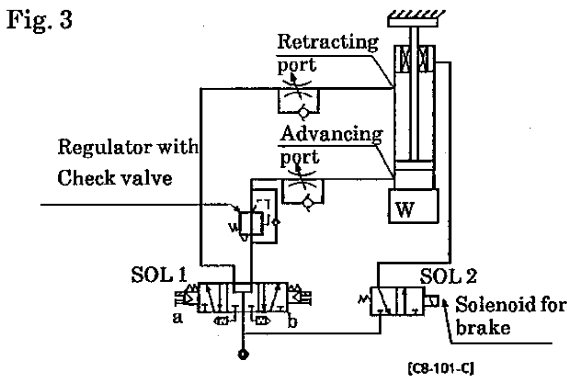 Fig. 3
Retracting
port
Advancing
port
Regulator with
Check valve
W
W
SOL 1
SOL 2
a
b
Solenoid for
brake
[C8-101-C]